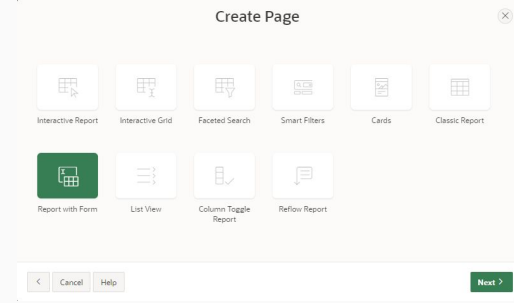 Create Page
Interactive Report
Interactive Grid
Faceted Search
Smart Filters
Cards
Classic Report
Report with Form
List View
Column Toggle
Report
Reflow Report
Cancel
Help
Next